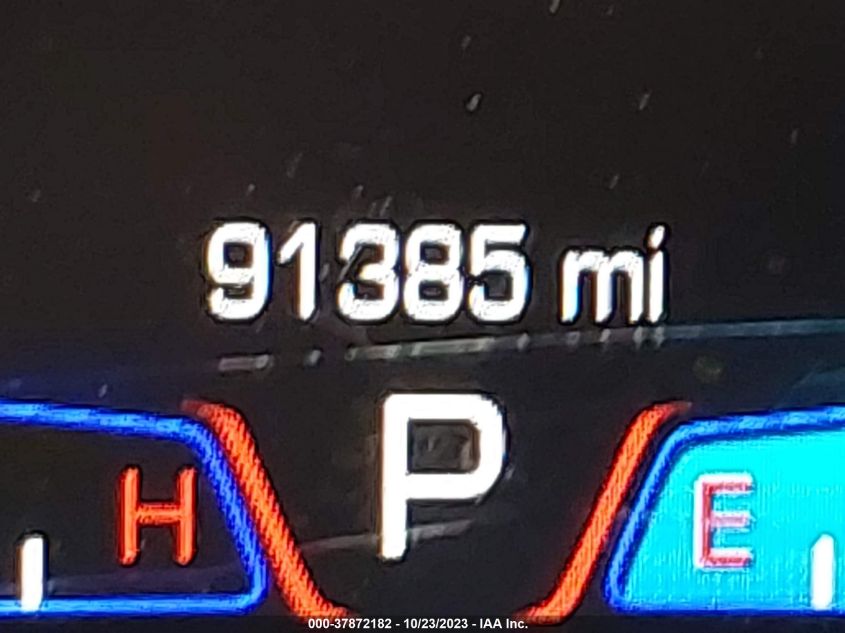 91385 mi
P
H E
000-37872182 - 10/23/2023 - IAA Inc.